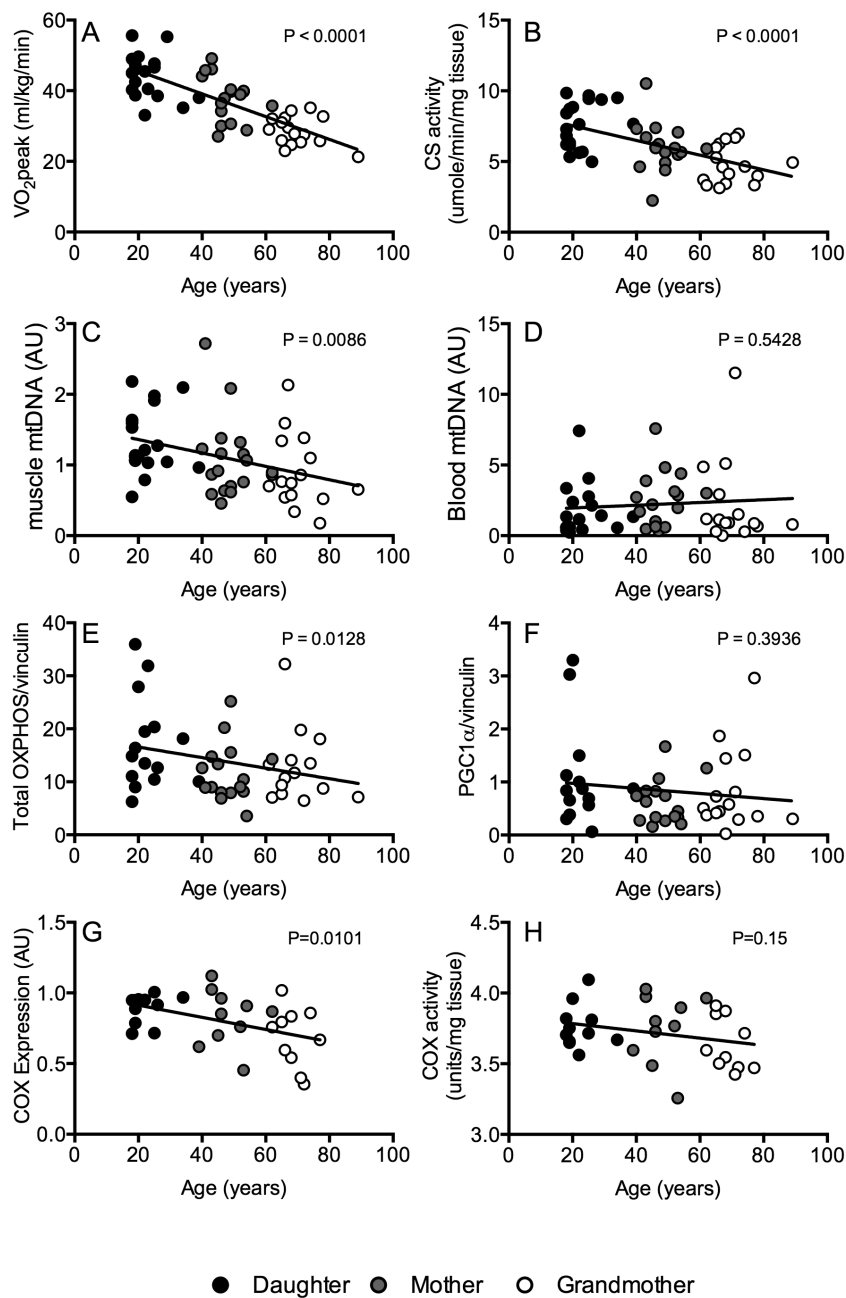 A
P < 0.0001
VO2peak (ml/kg/min)
60
40
20
0
0 20 40 60 80 100
Age (years)
B
P < 0.0001
CS activity
(umole/min/mg tissue)
15
10
5
0
0 20 40 60 80 100
Age (years)
C
P = 0.0086
muscle mtDNA (AU)
3
2
1
0
0 20 40 60 80 100
Age (years)
D
P = 0.5428
Blood mtDNA (AU)
15
10
5
0
0 20 40 60 80 100
Age (years)
E
P = 0.0128
Total OXPHOS/vinculin
40
30
20
10
0
0 20 40 60 80 100
Age (years)
F
P = 0.3936
PGC1α/vinculin
4
3
2
1
0
0 20 40 60 80 100
Age (years)
G
P=0.0101
COX Expression (AU)
1.5
1.0
0.5
0.0
0 20 40 60 80 100
Age (years)
H
P=0.15
COX activity
(units/mg tissue)
4.5
4.0
3.5
3.0
0 20 40 60 80 100
Age (years)
Daughter Mother Grandmother